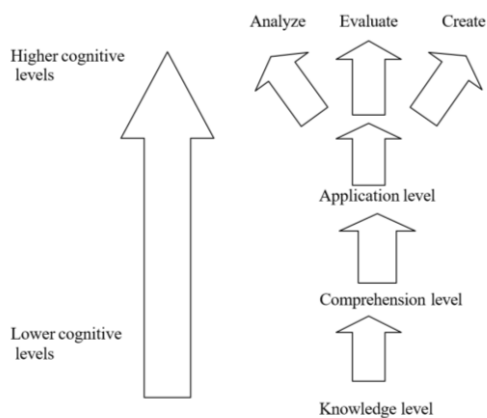 Analyze Evaluate Create
Higher cognitive
levels
Application level
Comprehension level
Lower cognitive
levels
Knowledge level